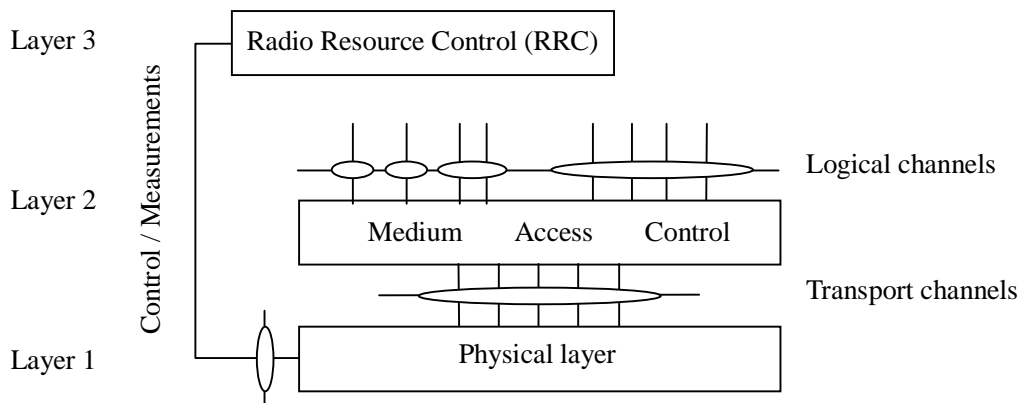 Layer 3
Radio Resource Control (RRC)
Control / Measurements
Logical channels
Layer 2
Medium Access Control
Transport channels
Layer 1
Physical layer